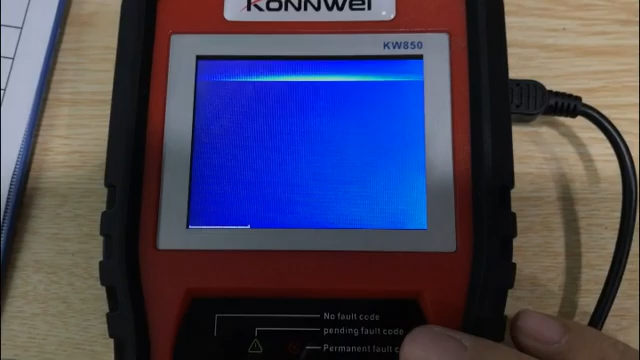 KONNWEI
KW850
No fault code
pending fault code
Permanent fault c